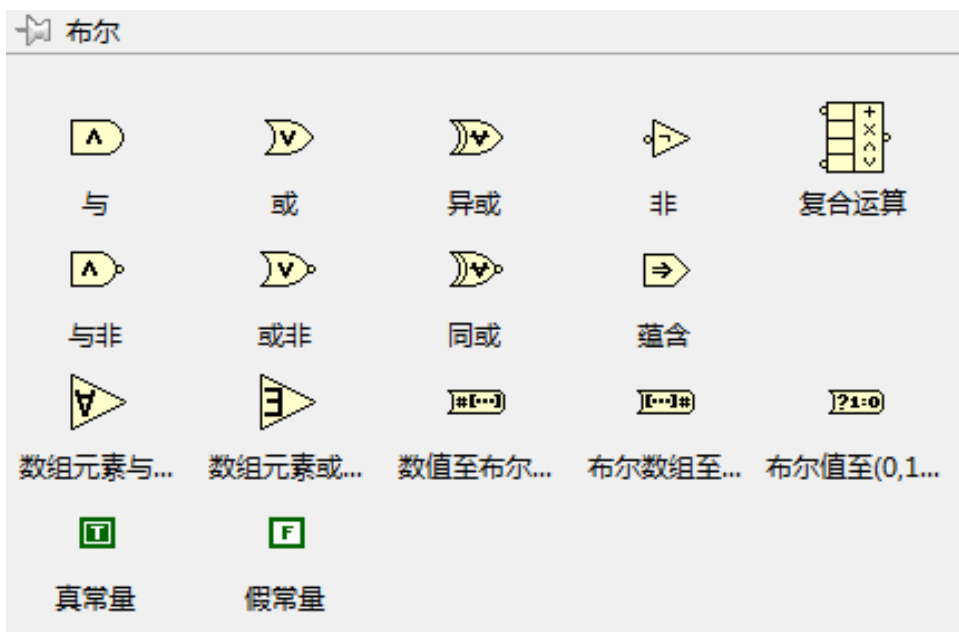 布尔
与 或 异或 非 复合运算
与非 或非 同或 蕴含
数组元素与... 数组元素或... 数值至布尔... 布尔数组至... 布尔值至(0,1...
T F
真常量 假常量